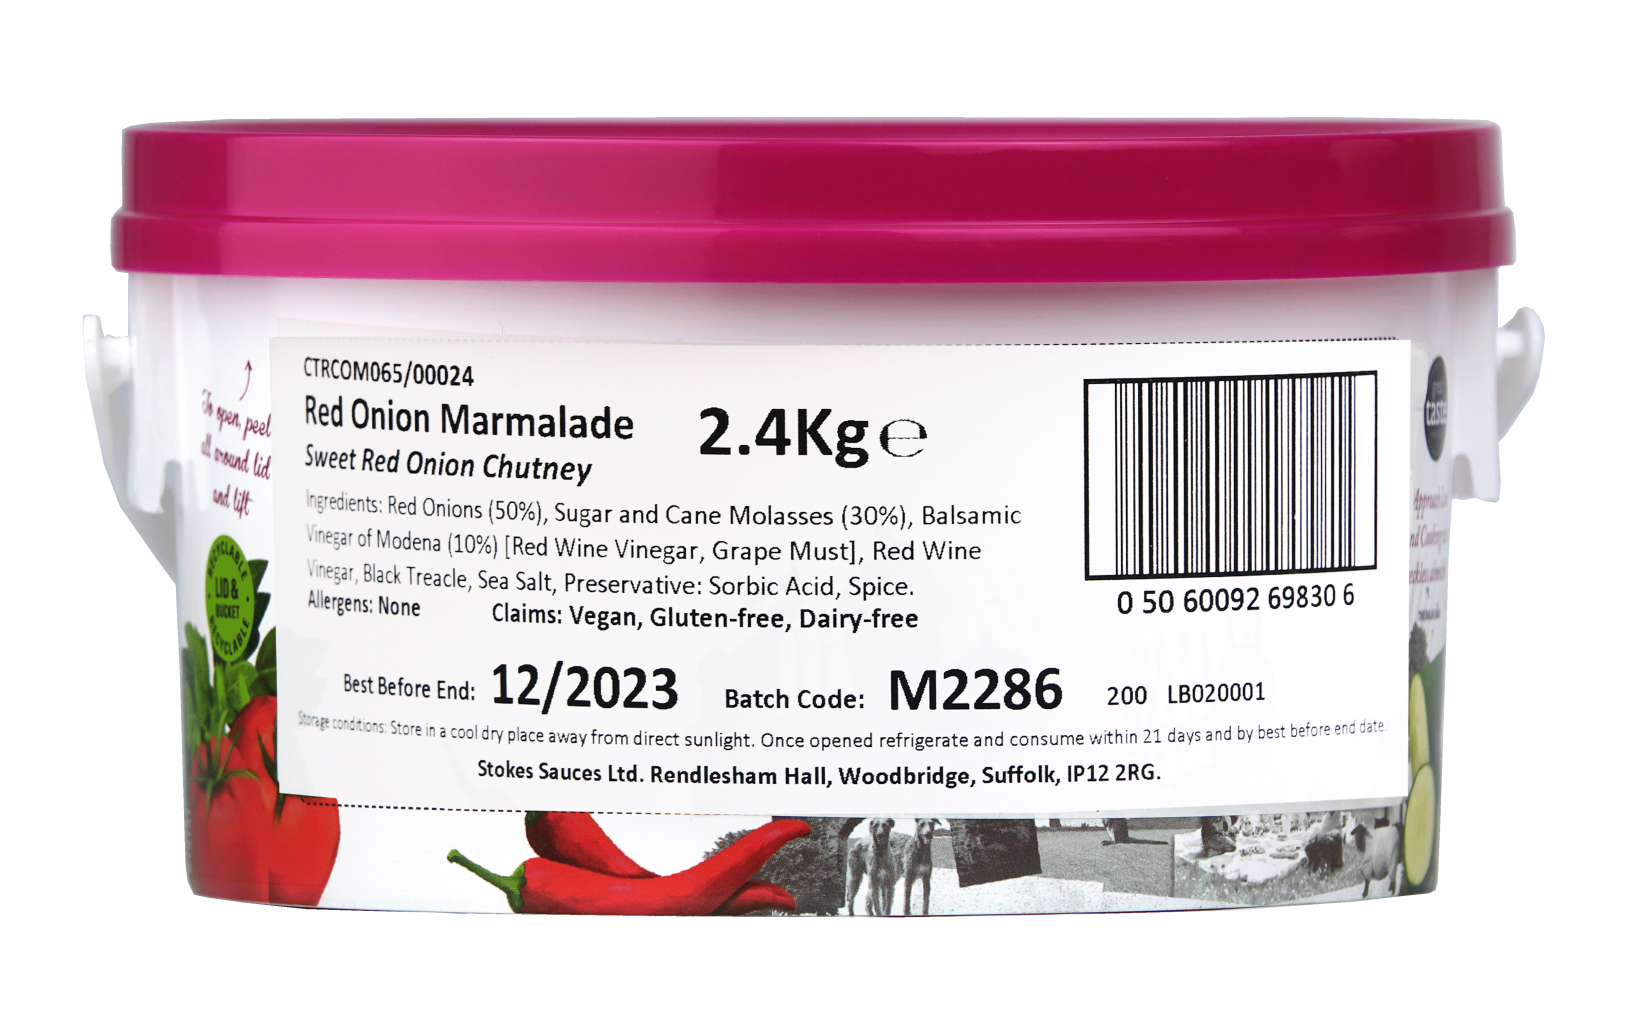 To open, peel
all around lid
and lift
RECYCLABLE
LID &
BUCKET
RECYCLABLE
CTRCOM065/00024
Red Onion Marmalade 2.4Kg ℮
Sweet Red Onion Chutney
Ingredients: Red Onions (50%), Sugar and Cane Molasses (30%), Balsamic
Vinegar of Modena (10%) [Red Wine Vinegar, Grape Must], Red Wine
Vinegar, Black Treacle, Sea Salt, Preservative: Sorbic Acid, Spice.
Allergens: None Claims: Vegan, Gluten-free, Dairy-free
0 50 60092 69830 6
Best Before End: 12/2023 Batch Code: M2286 200 LB020001
Storage conditions: Store in a cool dry place away from direct sunlight. Once opened refrigerate and consume within 21 days and by best before end date.
Stokes Sauces Ltd. Rendlesham Hall, Woodbridge, Suffolk, IP12 2RG.
taste